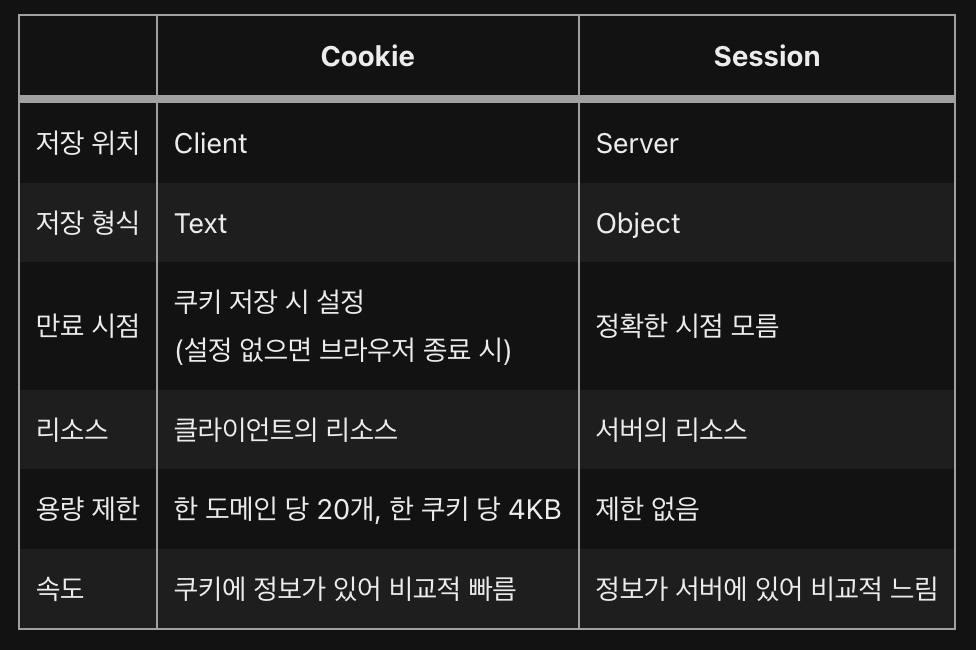 Cookie Session
저장 위치 Client Server
저장 형식 Text Object
만료 시점 쿠키 저장 시 설정
(설정 없으면 브라우저 종료 시) 정확한 시점 모름
리소스 클라이언트의 리소스 서버의 리소스
용량 제한 한 도메인 당 20개, 한 쿠키 당 4KB 제한 없음
속도 쿠키에 정보가 있어 비교적 빠름 정보가 서버에 있어 비교적 느림